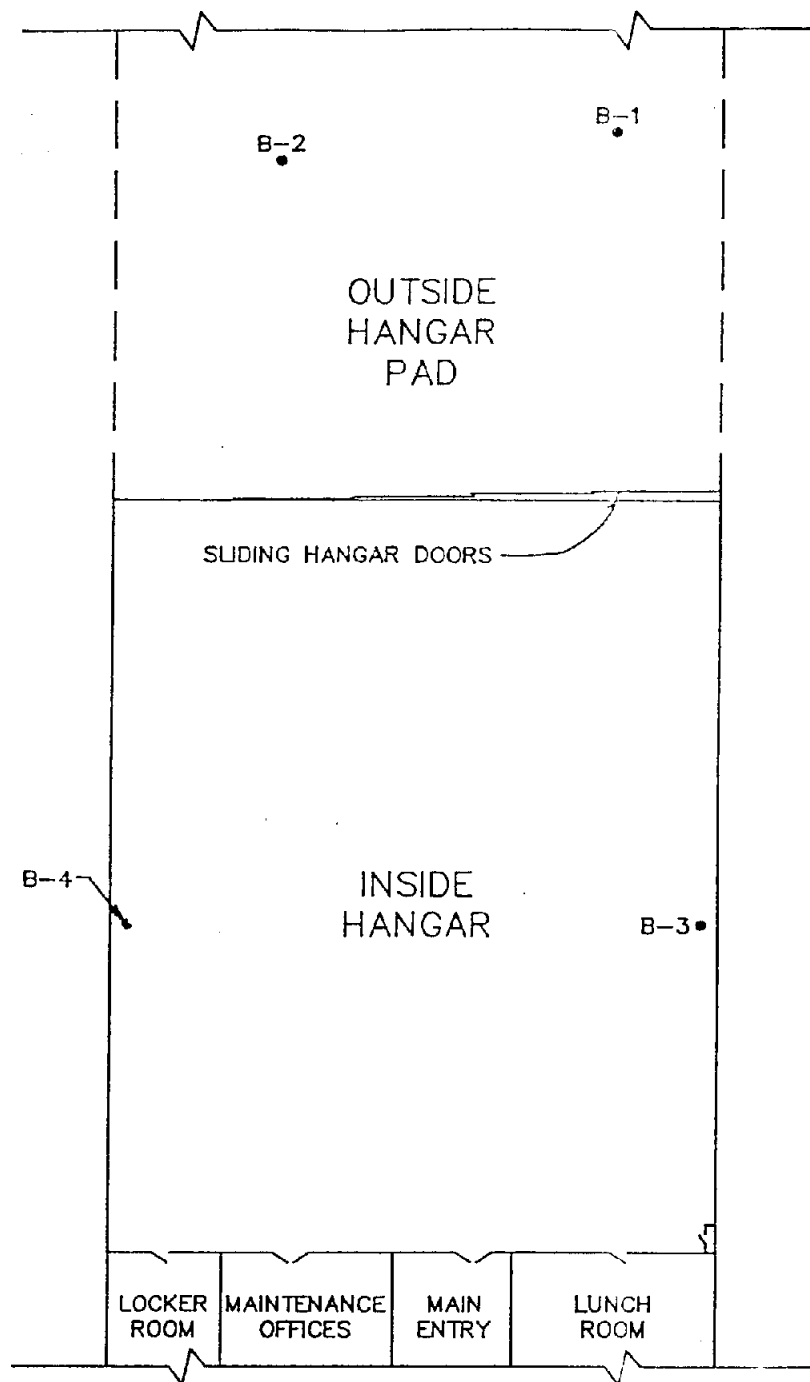 B-1
B-2
OUTSIDE
HANGAR
PAD
SLIDING HANGAR DOORS
B-4
INSIDE
HANGAR
B-3
LOCKER
ROOM
MAINTENANCE
OFFICES
MAIN
ENTRY
LUNCH
ROOM